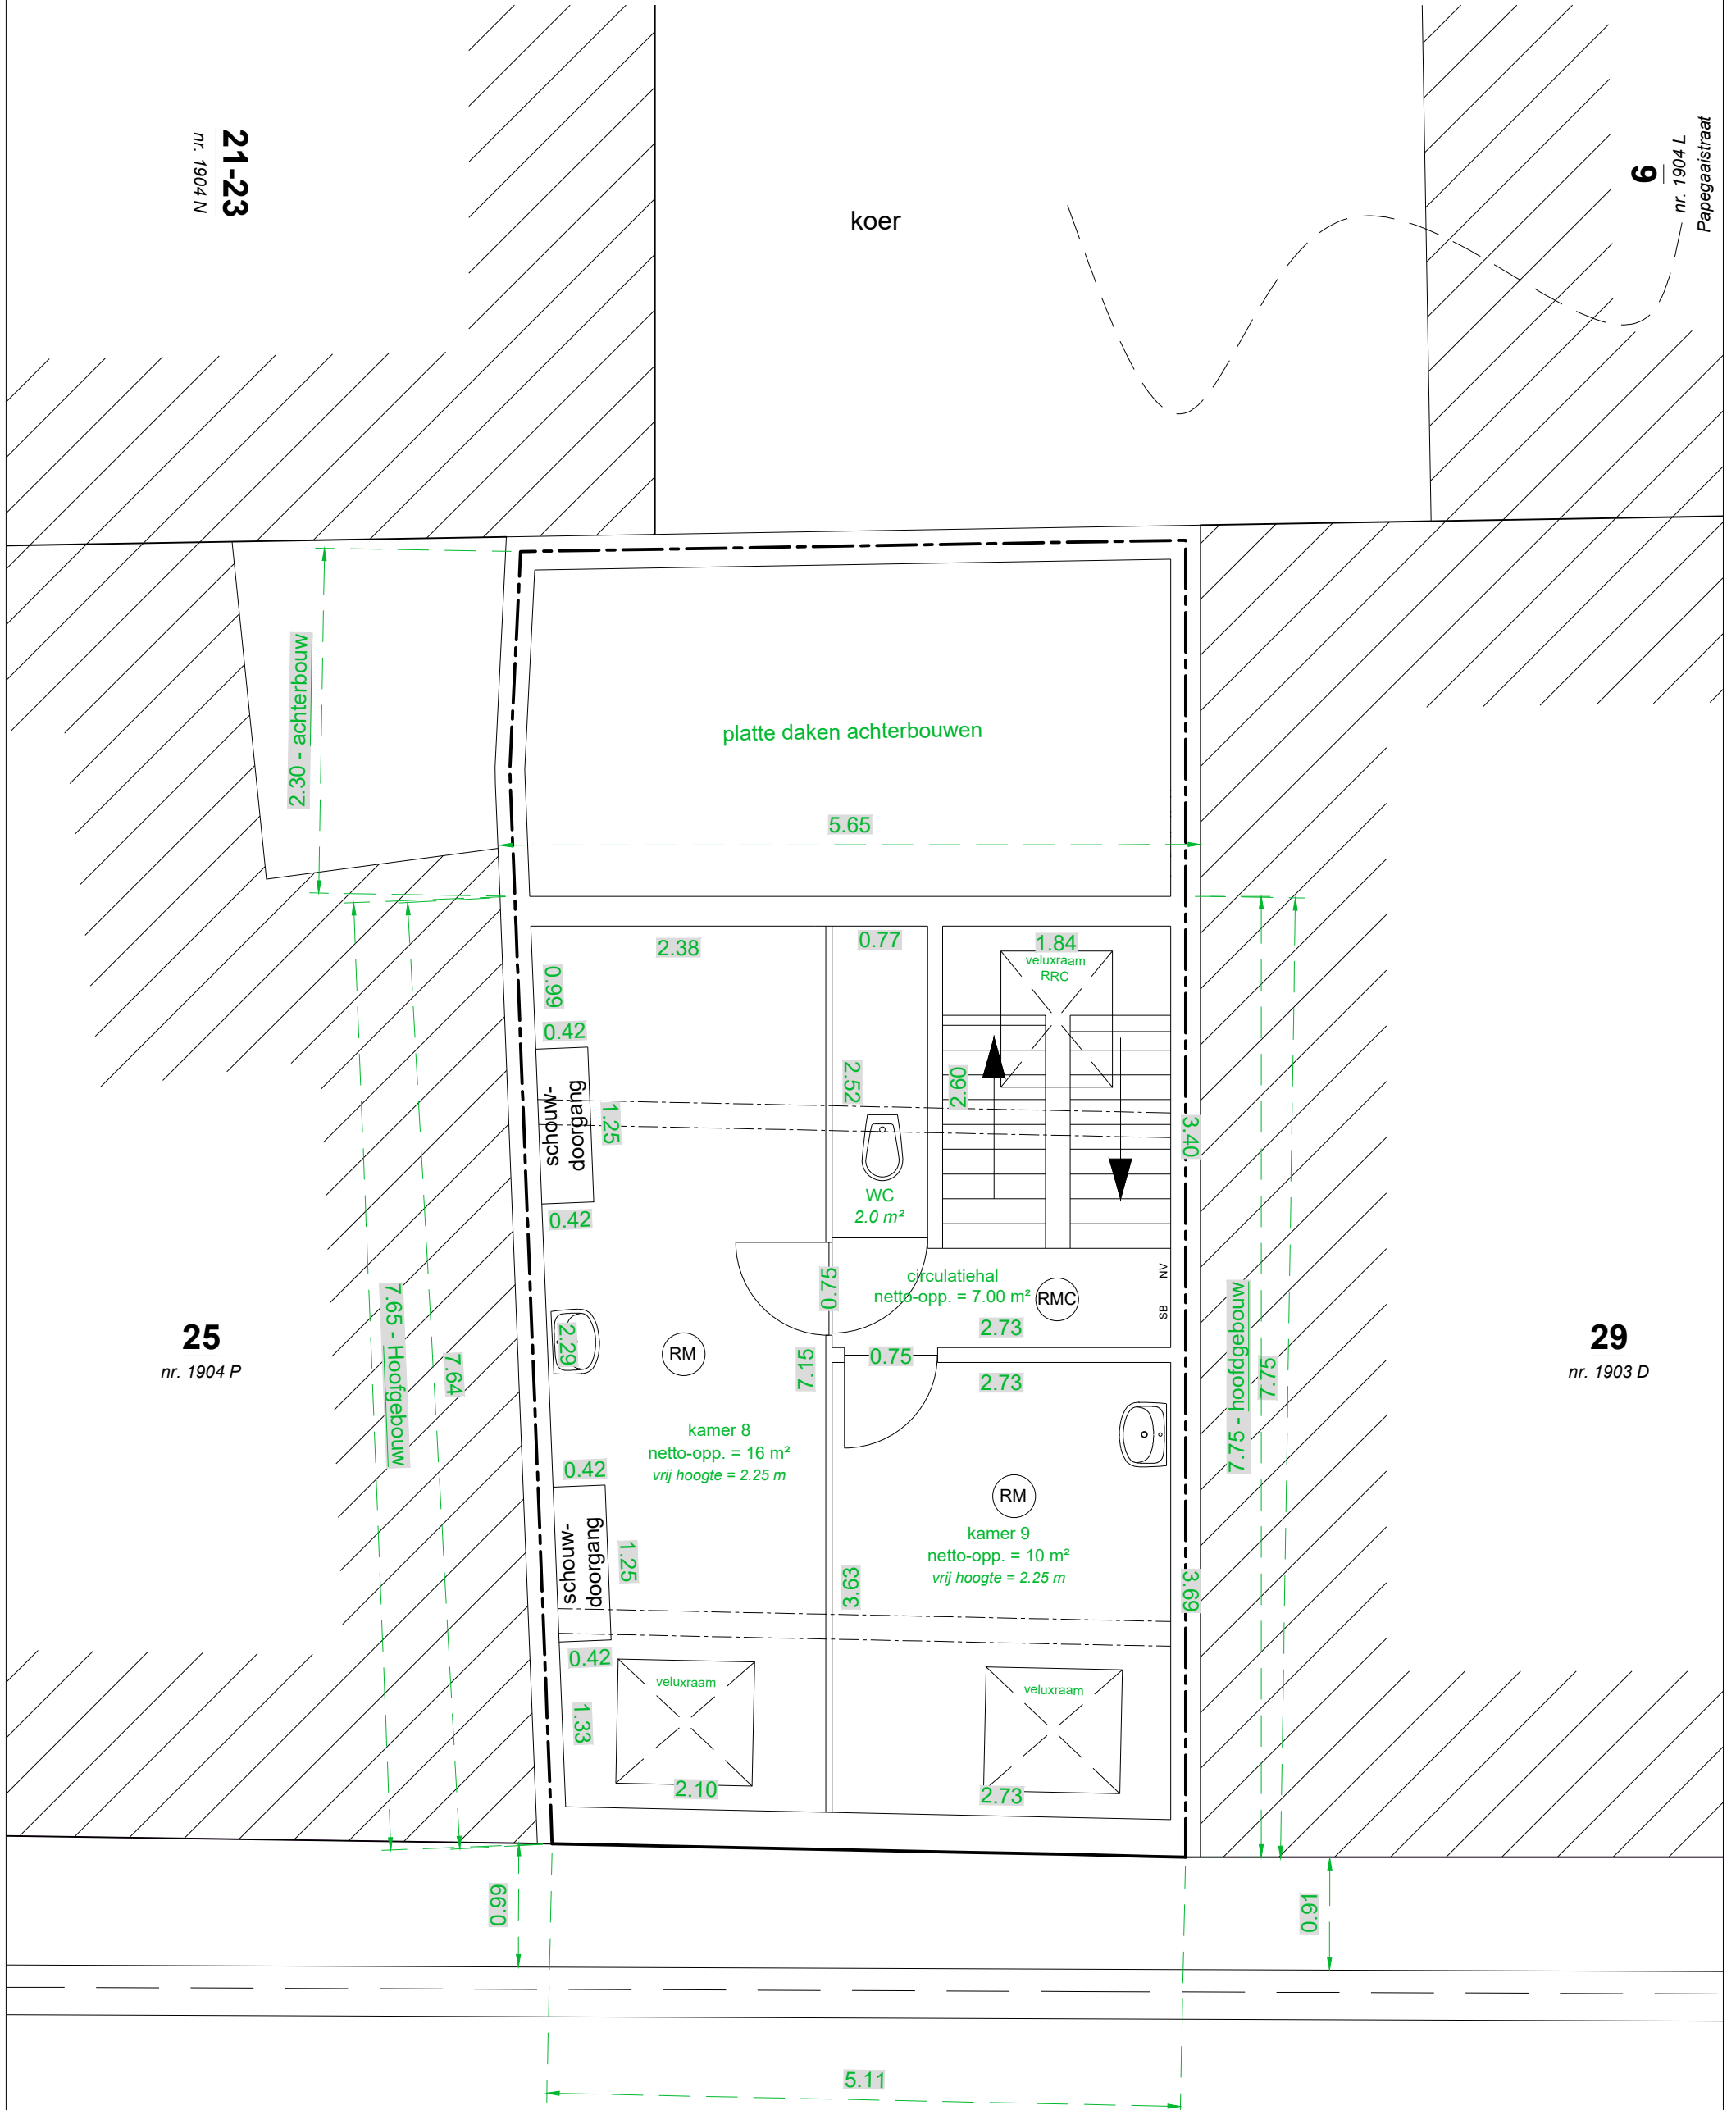 21-23
nr. 1904 N
koer
9
nr. 1904 L
Papegaaistraat
2.30 - achterbouw
platte daken achterbouwen
5.65
2.38
0.77
1.84
veluxraam
RRC
0.99
0.42
schouw-
doorgang
1.25
2.52
2.60
3.40
WC
2.0 m²
0.42
0.75
circulatiehal
netto-opp. = 7.00 m²
RMC
NV
SB
2.73
25
nr. 1904 P
7.65 - Hoofgebouw
7.64
2.29
RM
7.15
0.75
2.73
7.75 - hoofdgebouw
7.75
29
nr. 1903 D
kamer 8
netto-opp. = 16 m²
vrij hoogte = 2.25 m
0.42
schouw-
doorgang
1.25
RM
kamer 9
netto-opp. = 10 m²
vrij hoogte = 2.25 m
3.63
3.69
0.42
veluxraam
veluxraam
1.33
2.10
2.73
0.99
0.91
5.11